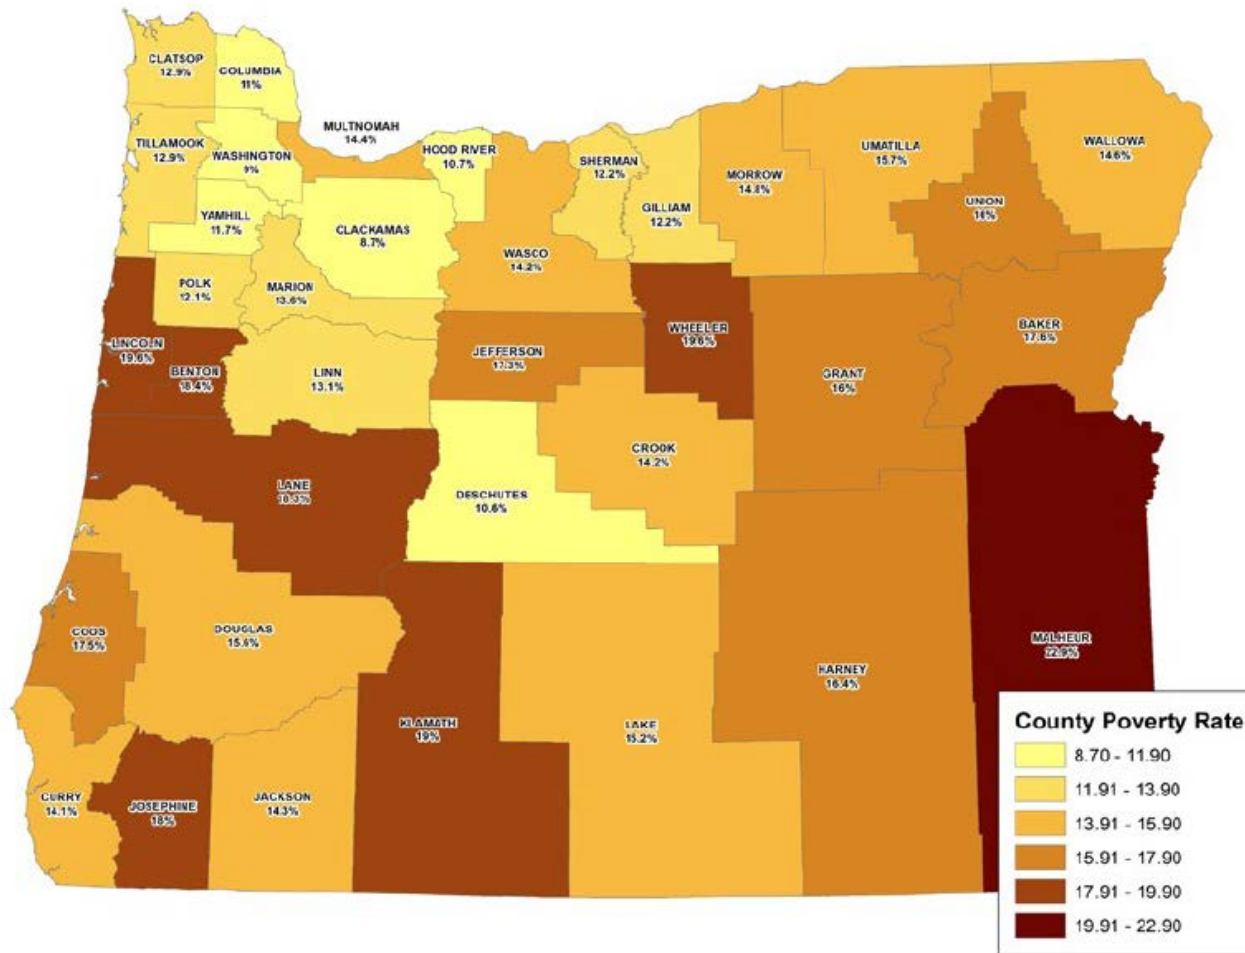 CLATSOP
12.9%
COLUMBIA
11%
TILLAMOOK
12.9%
WASHINGTON
9%
MULTNOMAH
14.4%
HOOD RIVER
10.7%
SHERMAN
12.2%
GILLIAM
12.2%
MORROW
14.8%
UMATILLA
15.7%
UNION
16%
WALLOWA
14.6%
YAMHILL
11.7%
CLACKAMAS
8.7%
WASCO
14.2%
POLK
12.1%
MARION
13.6%
LINCOLN
19.6%
BENTON
18.4%
LINN
13.1%
JEFFERSON
17.3%
WHEELER
19.6%
GRANT
16%
BAKER
17.6%
CROOK
14.2%
LANE
18.3%
DESCHUTES
10.6%
COOS
17.5%
DOUGLAS
15.6%
HARNEY
16.4%
MALHEUR
22.9%
KLAMATH
19%
LAKE
15.2%
CURRY
14.1%
JOSEPHINE
18%
JACKSON
14.3%
County Poverty Rate
8.70 - 11.90
11.91 - 13.90
13.91 - 15.90
15.91 - 17.90
17.91 - 19.90
19.91 - 22.90